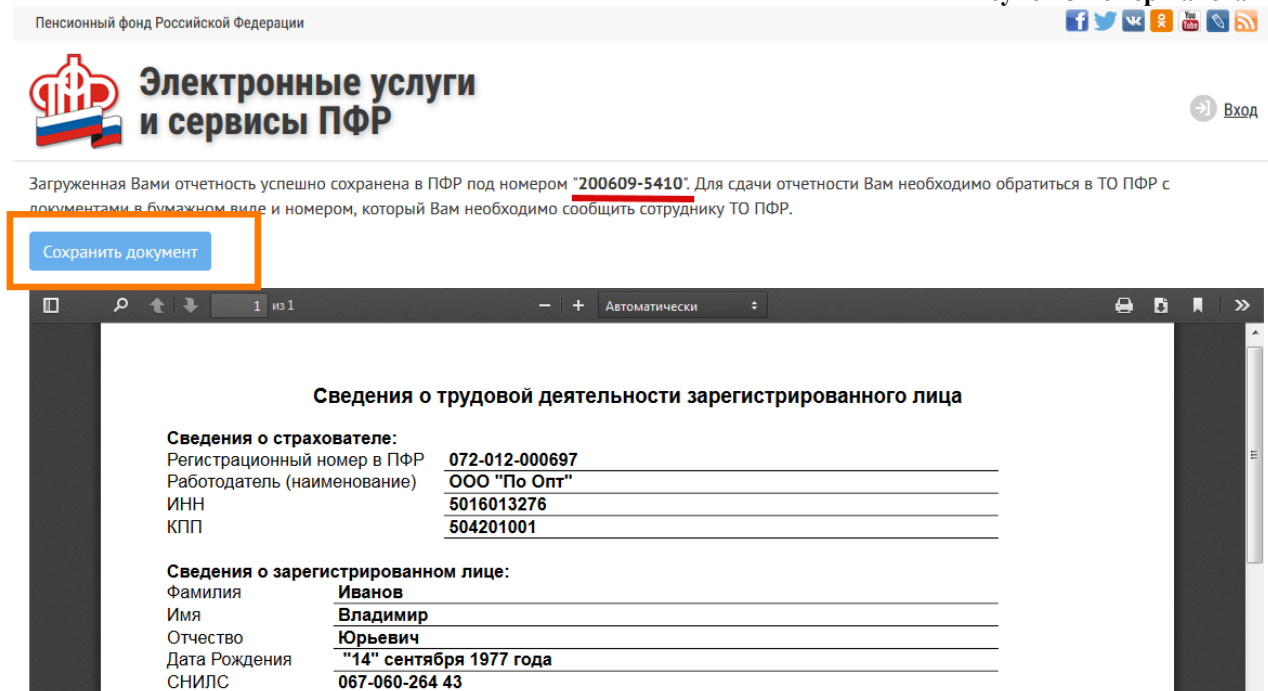 Пенсионный фонд Российской Федерации
You
Tube
Электронные услуги
и сервисы ПФР
Вход
Загруженная Вами отчетность успешно сохранена в ПФР под номером "200609-5410". Для сдачи отчетности Вам необходимо обратиться в ТО ПФР с
документами в бумажном виде и номером, который Вам необходимо сообщить сотруднику ТО ПФР.
Сохранить документ
1 из 1
Автоматически
Сведения о трудовой деятельности зарегистрированного лица
Сведения о страхователе:
Регистрационный номер в ПФР 072-012-000697
Работодатель (наименование) ООО "По Опт"
ИНН 5016013276
КПП 504201001
Сведения о зарегистрированном лице:
Фамилия Иванов
Имя Владимир
Отчество Юрьевич
Дата Рождения "14" сентября 1977 года
СНИЛС 067-060-264 43